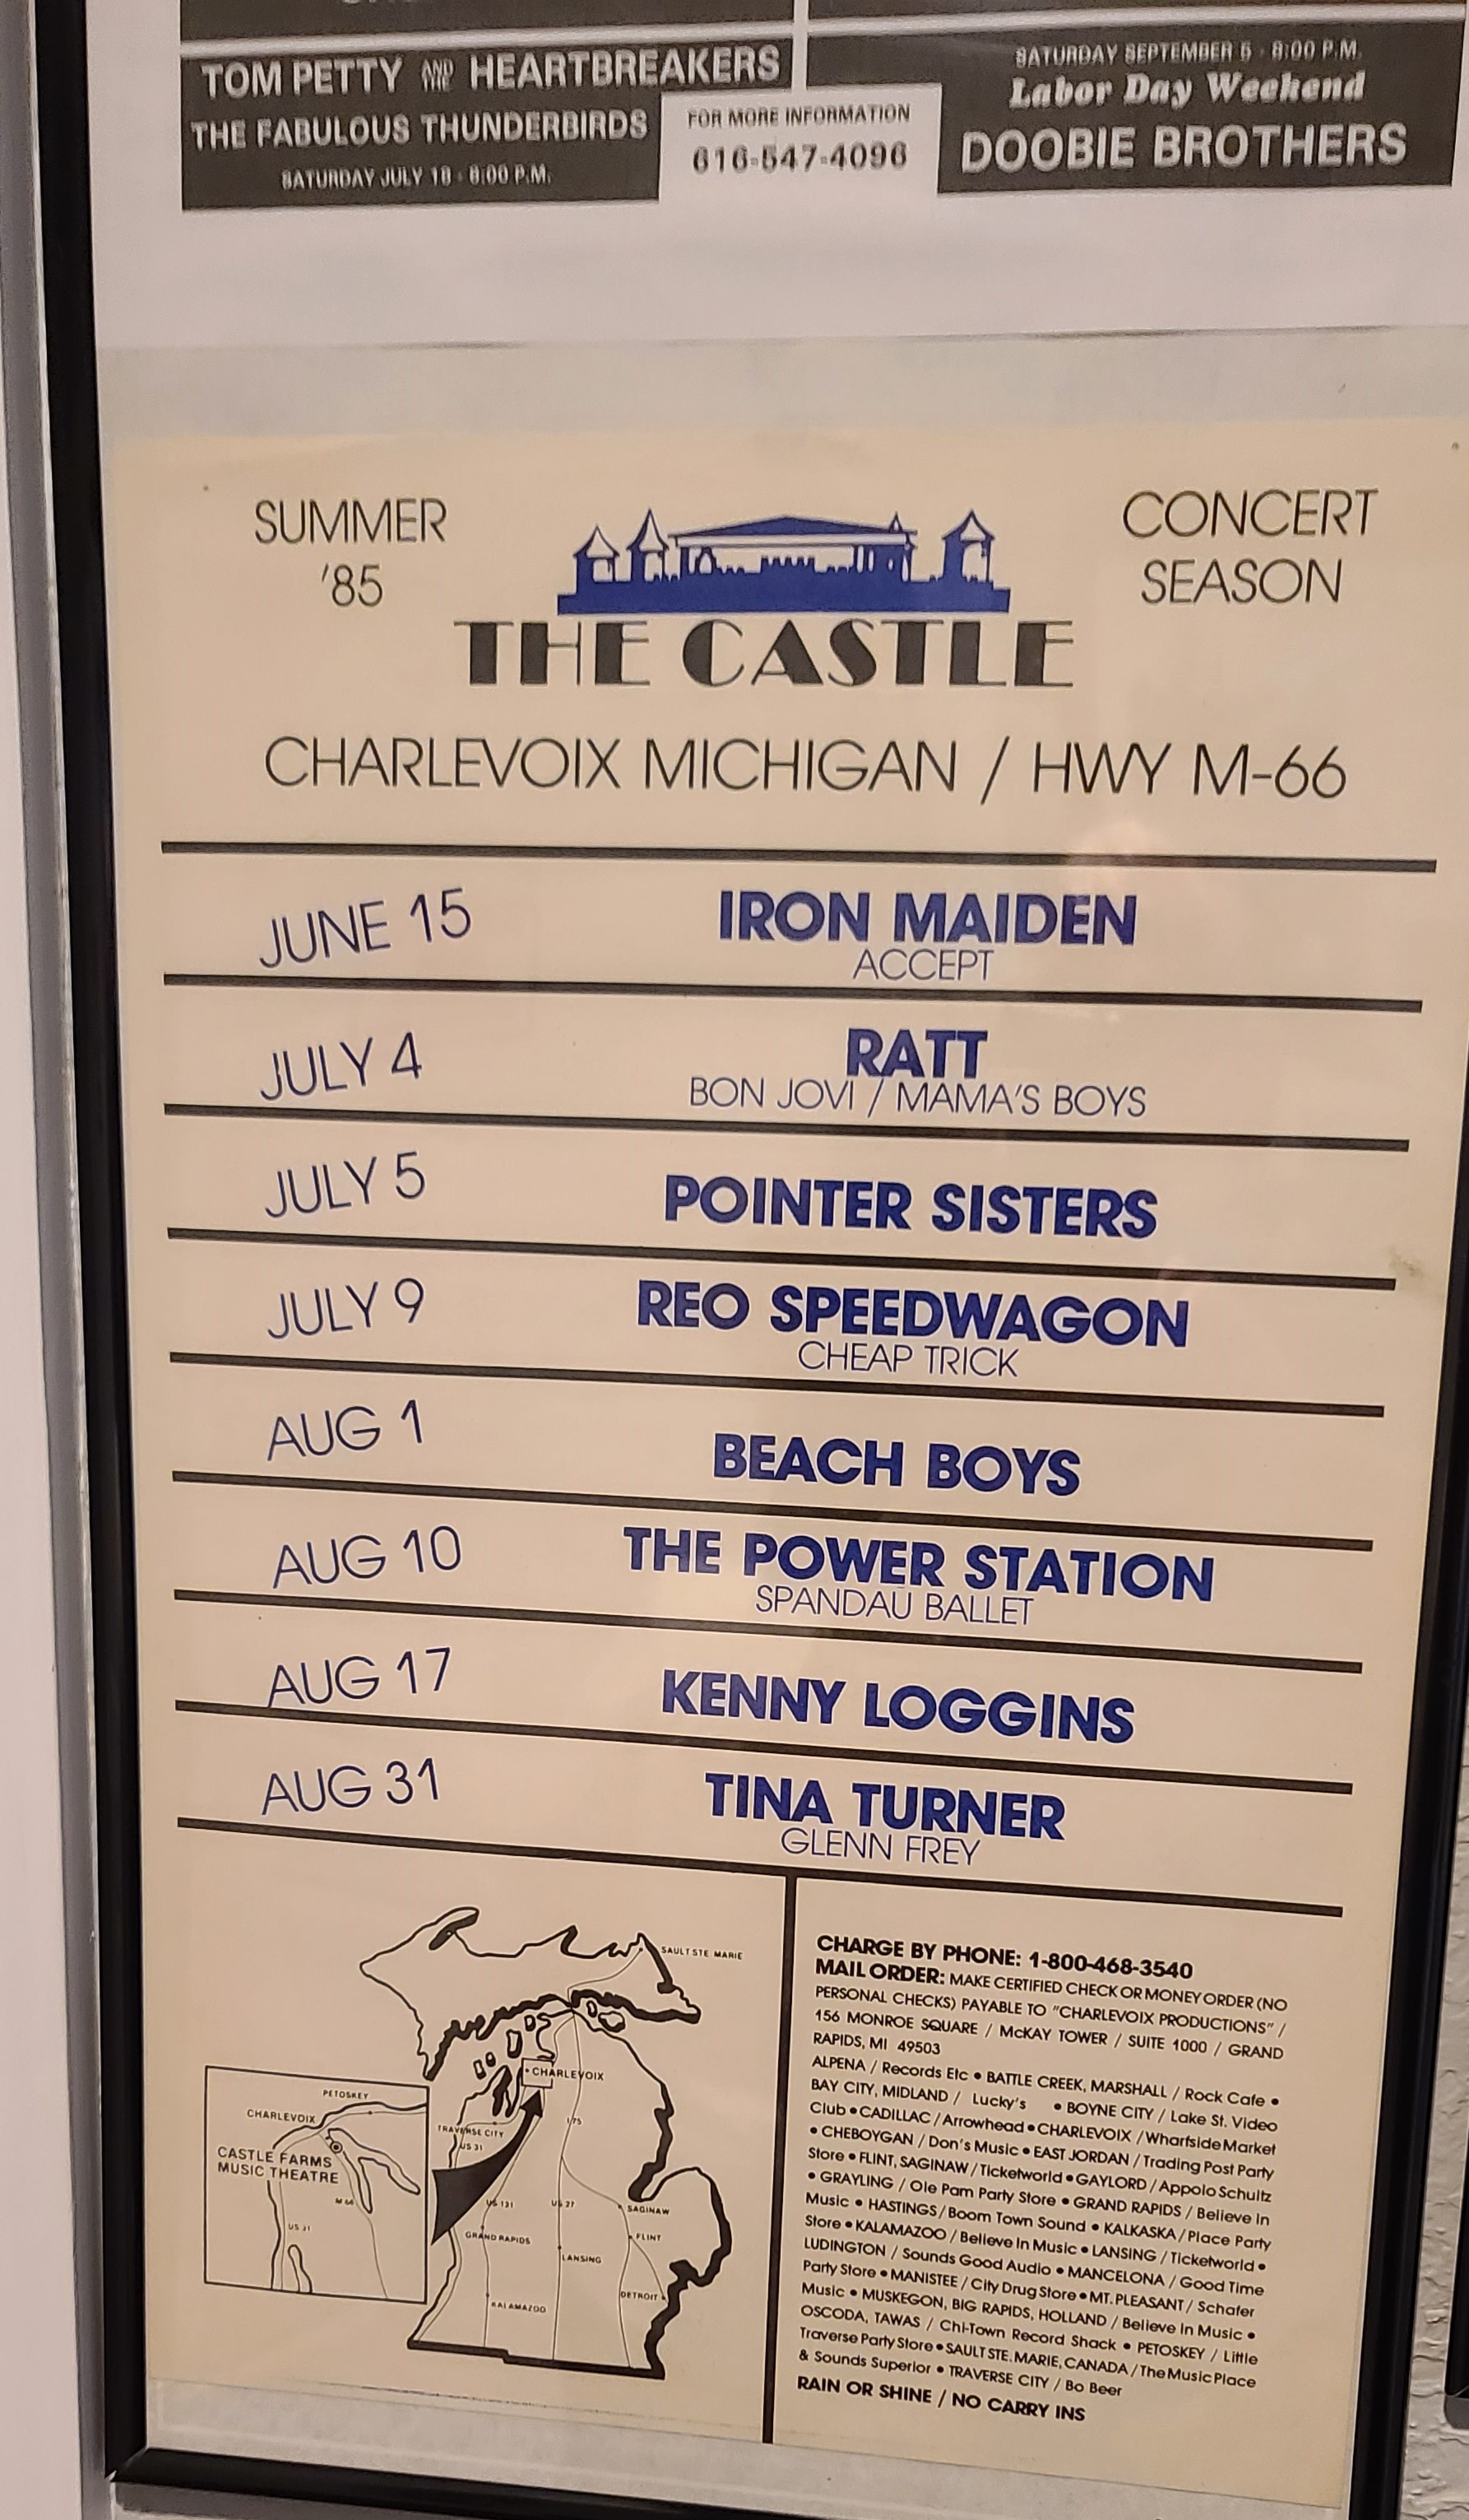 TOM PETTY AND THE HEARTBREAKERS
THE FABULOUS THUNDERBIRDS
SATURDAY JULY 18 - 8:00 P.M.
FOR MORE INFORMATION
616-547-4096
SATURDAY SEPTEMBER 5 - 8:00 P.M.
Labor Day Weekend
DOOBIE BROTHERS
SUMMER
'85
CONCERT
SEASON
THE CASTLE
CHARLEVOIX MICHIGAN / HWY M-66
JUNE 15
IRON MAIDEN
ACCEPT
JULY 4
RATT
BON JOVI / MAMA'S BOYS
JULY 5
POINTER SISTERS
JULY 9
REO SPEEDWAGON
CHEAP TRICK
AUG 1
BEACH BOYS
AUG 10
THE POWER STATION
SPANDAU BALLET
AUG 17
KENNY LOGGINS
AUG 31
TINA TURNER
GLENN FREY
SAULT STE. MARIE
CHARLEVOIX
TRAVERSE CITY
US 31
I 75
US 131
US 27
SAGINAW
GRAND RAPIDS
FLINT
LANSING
DETROIT
KALAMAZOO
PETOSKEY
CHARLEVOIX
CASTLE FARMS
MUSIC THEATRE
M 66
US 31
CHARGE BY PHONE: 1-800-468-3540
MAIL ORDER: MAKE CERTIFIED CHECK OR MONEY ORDER (NO
PERSONAL CHECKS) PAYABLE TO "CHARLEVOIX PRODUCTIONS" /
156 MONROE SQUARE / McKAY TOWER / SUITE 1000 / GRAND
RAPIDS, MI 49503
ALPENA / Records Etc • BATTLE CREEK, MARSHALL / Rock Cafe •
BAY CITY, MIDLAND / Lucky's • BOYNE CITY / Lake St. Video
Club • CADILLAC / Arrowhead • CHARLEVOIX / Wharfside Market
• CHEBOYGAN / Don's Music • EAST JORDAN / Trading Post Party
Store • FLINT, SAGINAW / Ticketworld • GAYLORD / Appolo Schultz
• GRAYLING / Ole Pam Party Store • GRAND RAPIDS / Believe In
Music • HASTINGS / Boom Town Sound • KALKASKA / Place Party
Store • KALAMAZOO / Believe In Music • LANSING / Ticketworld •
LUDINGTON / Sounds Good Audio • MANCELONA / Good Time
Party Store • MANISTEE / City Drug Store • MT. PLEASANT / Schafer
Music • MUSKEGON, BIG RAPIDS, HOLLAND / Believe In Music •
OSCODA, TAWAS / Chi-Town Record Shack • PETOSKEY / Little
Traverse Party Store • SAULT STE. MARIE, CANADA / The Music Place
& Sounds Superior • TRAVERSE CITY / Bo Beer
RAIN OR SHINE / NO CARRY INS